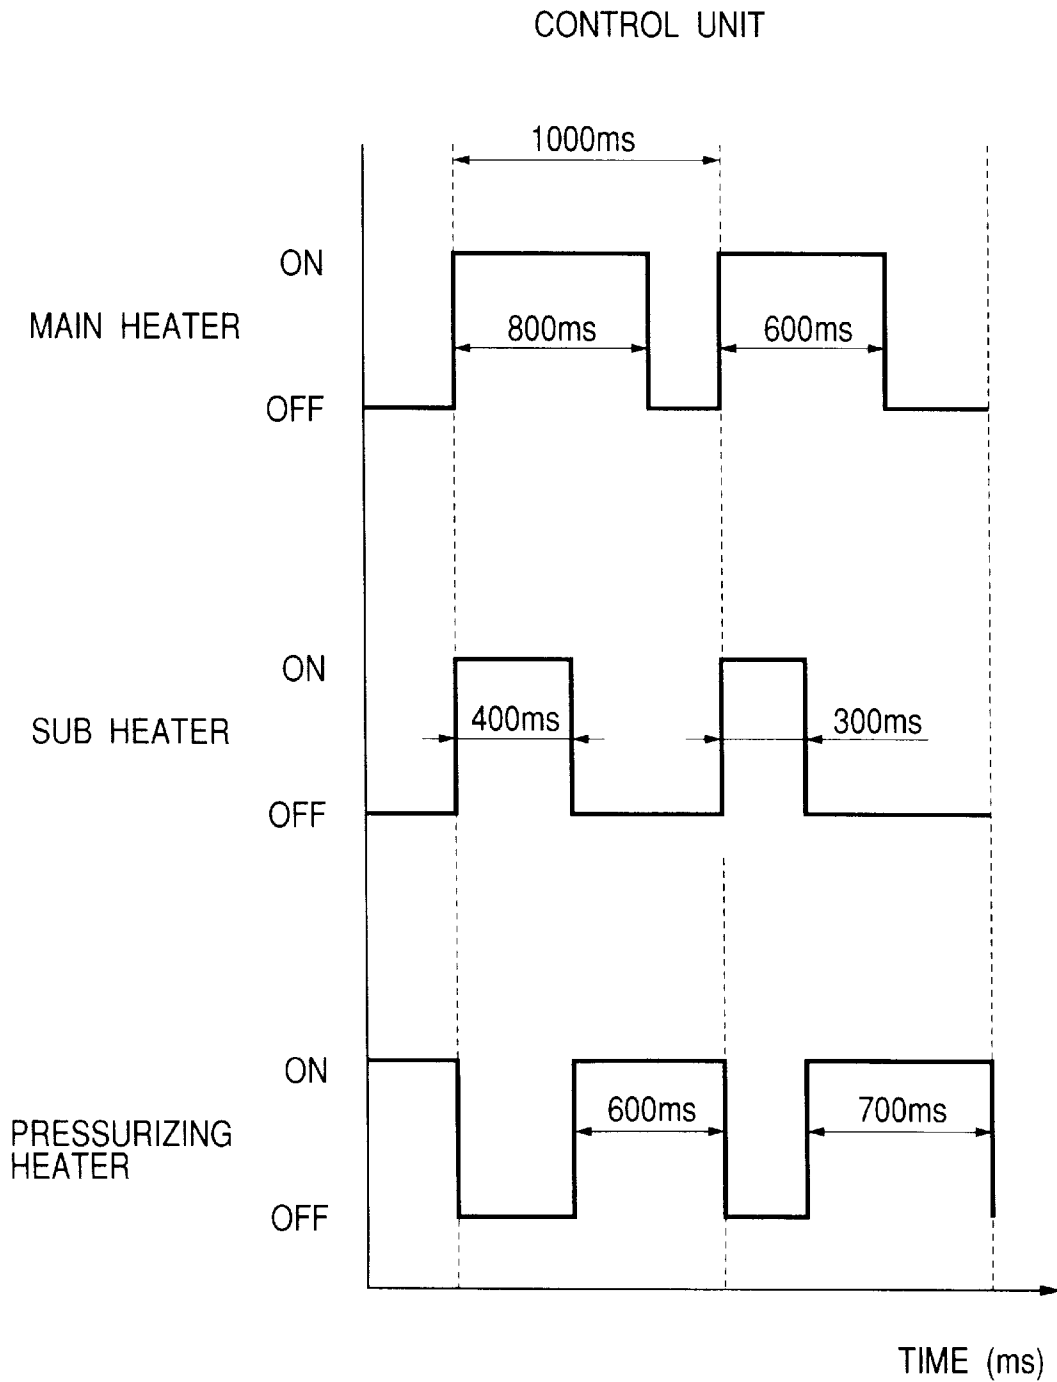 CONTROL UNIT
1000ms
ON
MAIN HEATER
800ms
600ms
OFF
ON
SUB HEATER
400ms
300ms
OFF
ON
PRESSURIZING
HEATER
600ms
700ms
OFF
TIME (ms)